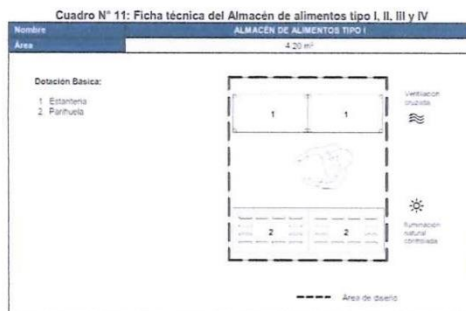 Cuadro N° 11: Ficha técnica del Almacén de alimentos tipo I, II, III y IV
Nombre ALMACÉN DE ALIMENTOS TIPO I
Área 4.20 m²
Dotación Básica:
1 Estantería
2 Parihuela
1 1
2 2
Ventilación
cruzada
Iluminación
natural
controlada
Área de diseño